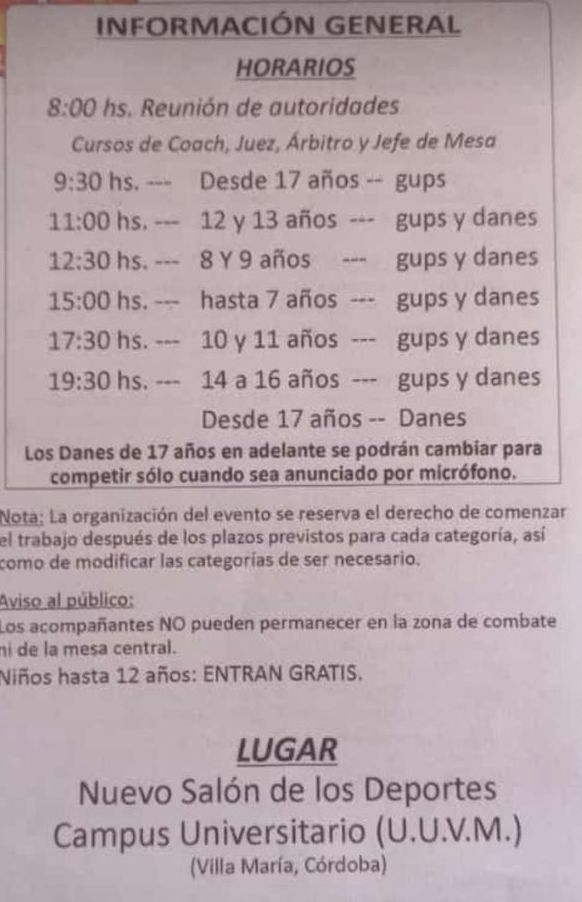 INFORMACIÓN GENERAL
HORARIOS
8:00 hs. Reunión de autoridades
Cursos de Coach, Juez, Árbitro y Jefe de Mesa
9:30 hs. --- Desde 17 años -- gups
11:00 hs. --- 12 y 13 años --- gups y danes
12:30 hs. --- 8 Y 9 años --- gups y danes
15:00 hs. --- hasta 7 años --- gups y danes
17:30 hs. --- 10 y 11 años --- gups y danes
19:30 hs. --- 14 a 16 años --- gups y danes
Desde 17 años -- Danes
Los Danes de 17 años en adelante se podrán cambiar para
competir sólo cuando sea anunciado por micrófono.
Nota: La organización del evento se reserva el derecho de comenzar
el trabajo después de los plazos previstos para cada categoría, así
como de modificar las categorías de ser necesario.
Aviso al público:
Los acompañantes NO pueden permanecer en la zona de combate
ni de la mesa central.
Niños hasta 12 años: ENTRAN GRATIS.
LUGAR
Nuevo Salón de los Deportes
Campus Universitario (U.U.V.M.)
(Villa María, Córdoba)